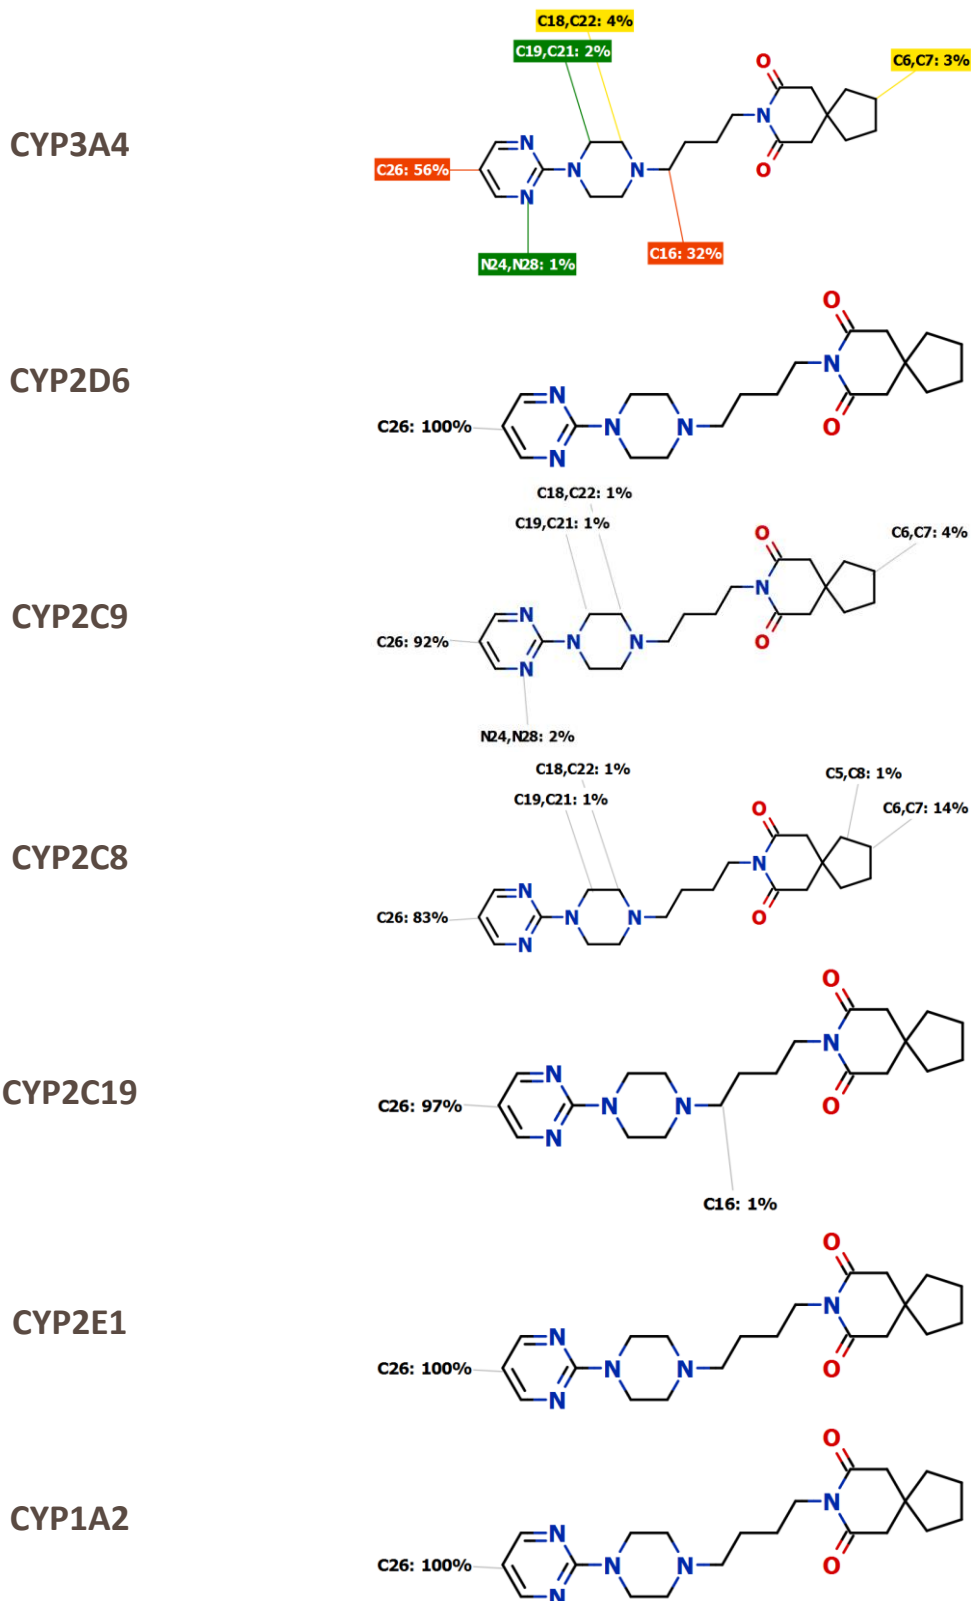 CYP3A4
C18,C22: 4%
C19,C21: 2%
C6,C7: 3%
C26: 56%
N24,N28: 1%
C16: 32%
O
N
O
N
N
N
N
CYP2D6
C26: 100%
O
N
O
N
N
N
N
CYP2C9
C18,C22: 1%
C19,C21: 1%
C6,C7: 4%
C26: 92%
N24,N28: 2%
O
N
O
N
N
N
N
CYP2C8
C18,C22: 1%
C19,C21: 1%
C5,C8: 1%
C6,C7: 14%
C26: 83%
O
N
O
N
N
N
N
CYP2C19
C26: 97%
C16: 1%
O
N
O
N
N
N
N
CYP2E1
C26: 100%
O
N
O
N
N
N
N
CYP1A2
C26: 100%
O
N
O
N
N
N
N